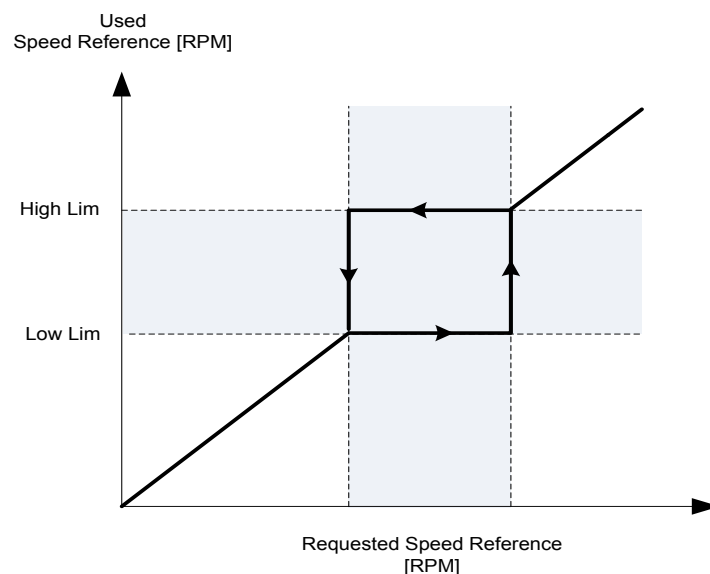 Used
Speed Reference [RPM]
High Lim
Low Lim
Requested Speed Reference
[RPM]